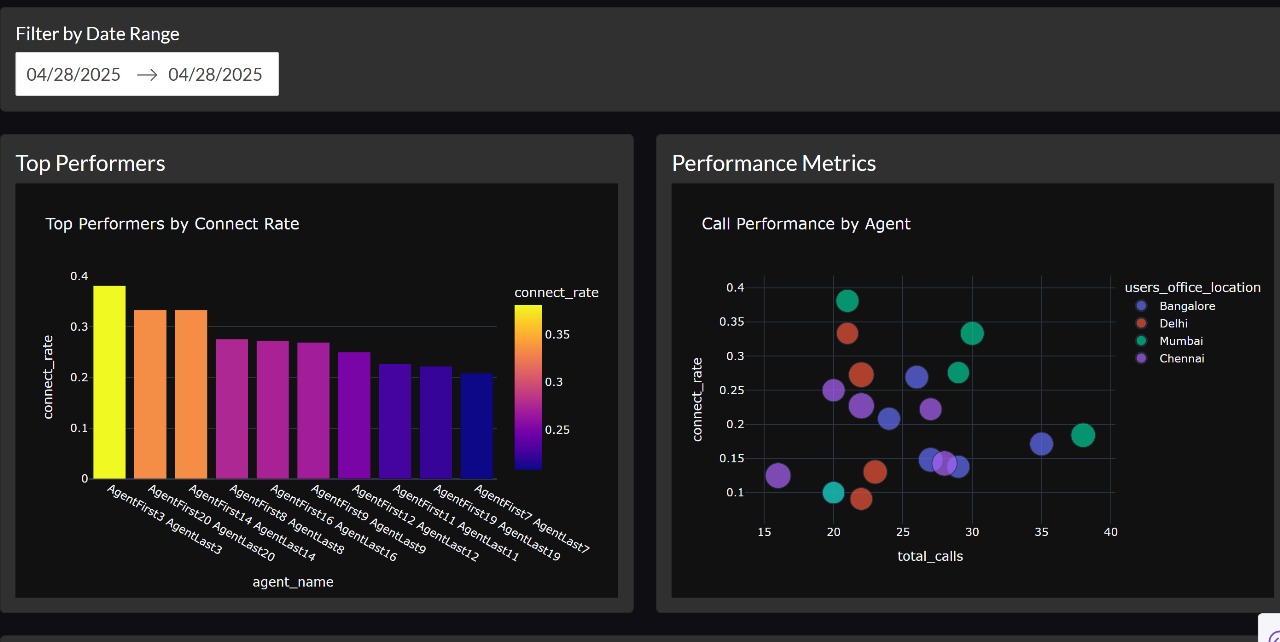 Filter by Date Range
04/28/2025 → 04/28/2025
Top Performers
Top Performers by Connect Rate
connect_rate
0.4
0.3
0.2
0.1
0
AgentFirst3 AgentLast3
AgentFirst20 AgentLast20
AgentFirst14 AgentLast14
AgentFirst8 AgentLast8
AgentFirst16 AgentLast16
AgentFirst9 AgentLast9
AgentFirst12 AgentLast12
AgentFirst11 AgentLast11
AgentFirst19 AgentLast19
AgentFirst7 AgentLast7
agent_name
connect_rate
0.35
0.3
0.25
Performance Metrics
Call Performance by Agent
connect_rate
0.4
0.35
0.3
0.25
0.2
0.15
0.1
15 20 25 30 35 40
total_calls
users_office_location
Bangalore
Delhi
Mumbai
Chennai